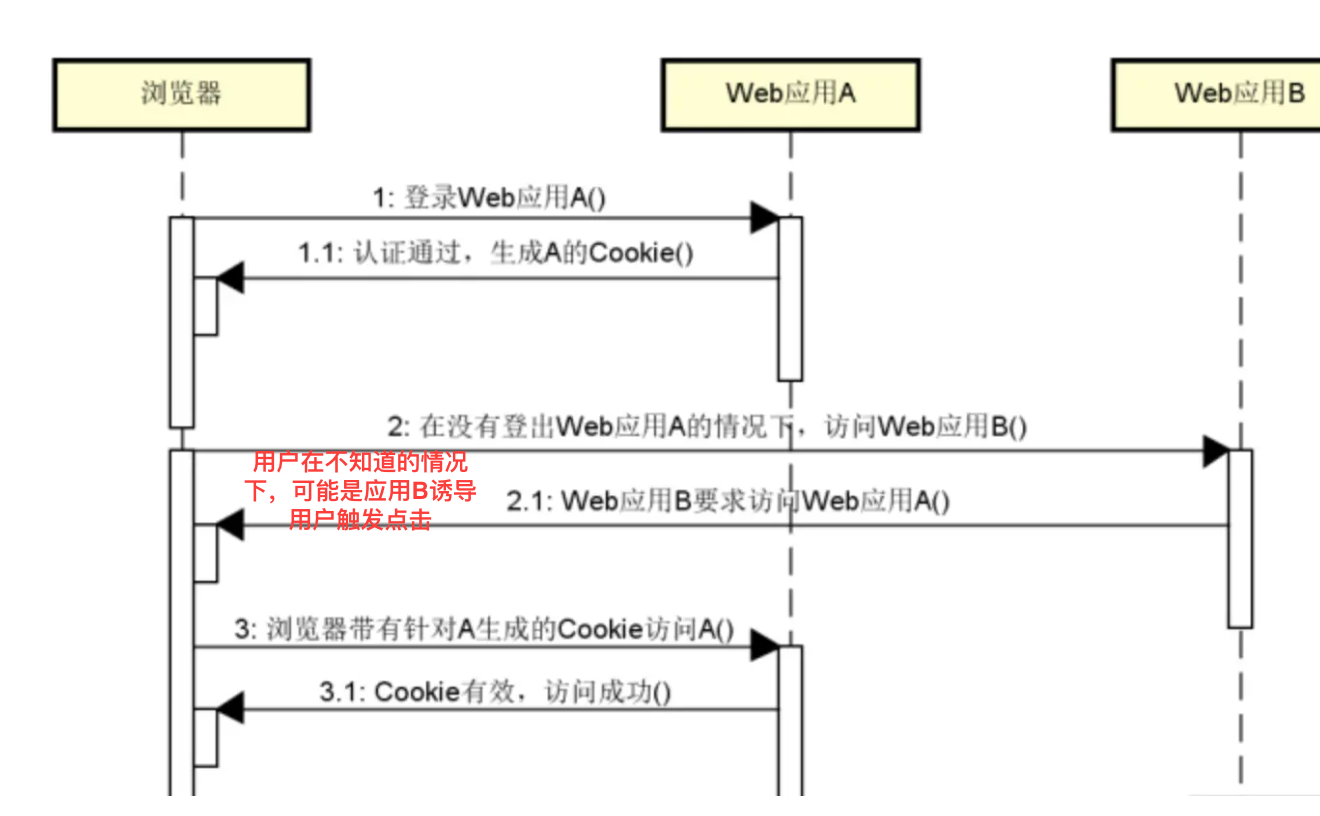 浏览器
Web应用A
Web应用B
1: 登录Web应用A()
1.1: 认证通过，生成A的Cookie()
2: 在没有登出Web应用A的情况下，访问Web应用B()
用户在不知道的情况
下，可能是应用B诱导
用户触发点击
2.1: Web应用B要求访问Web应用A()
3: 浏览器带有针对A生成的Cookie访问A()
3.1: Cookie有效，访问成功()